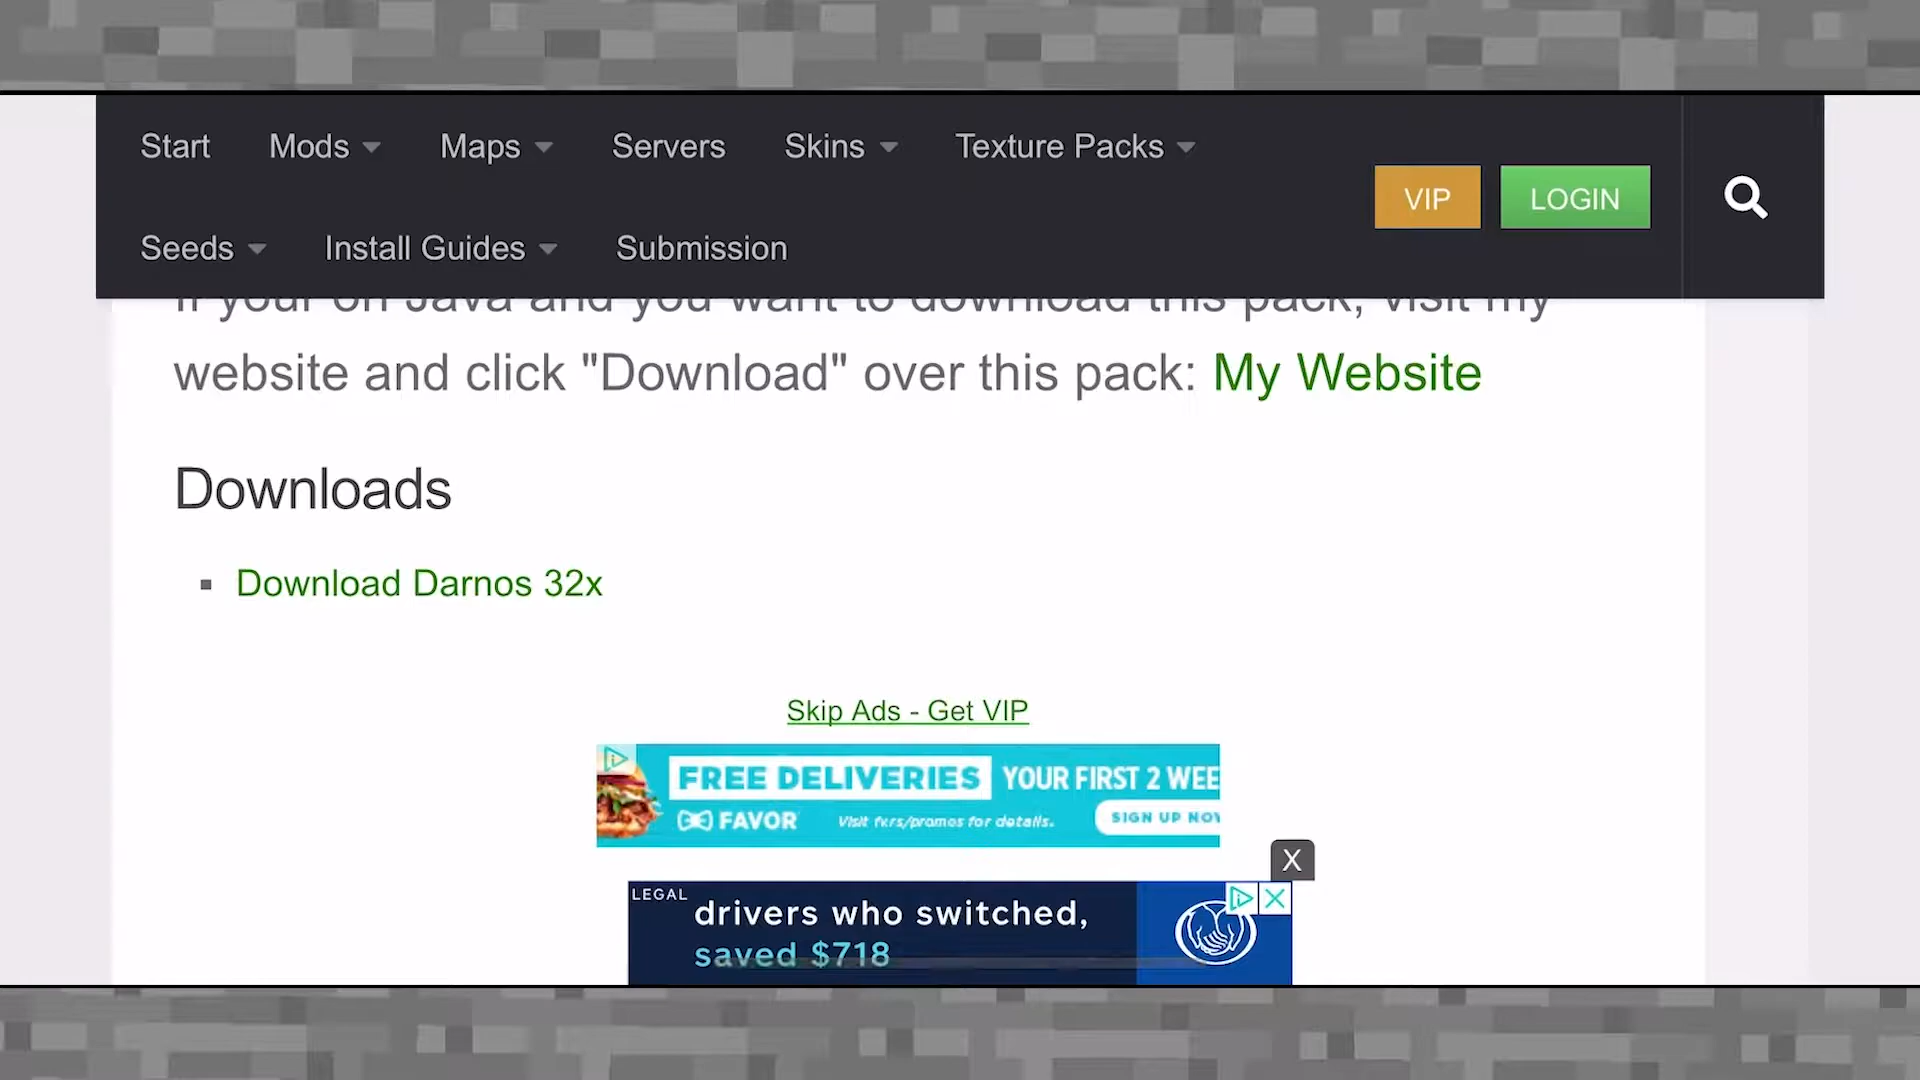 Start Mods Maps Servers Skins Texture Packs
VIP LOGIN
Seeds Install Guides Submission
If your on Java and you want to download this pack, visit my
website and click "Download" over this pack: My Website
Downloads
Download Darnos 32x
Skip Ads - Get VIP
FREE DELIVERIES YOUR FIRST 2 WEE
FAVOR Visit for details. SIGN UP NO
X
LEGAL
drivers who switched,
saved $718